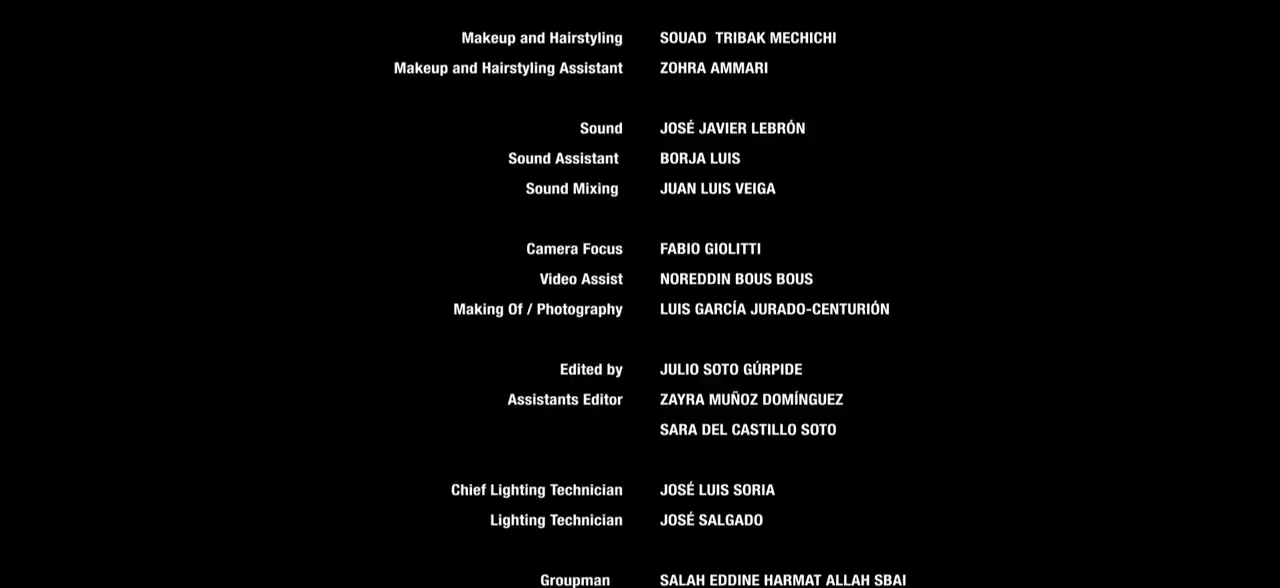 Makeup and Hairstyling SOUAD TRIBAK MECHICHI
Makeup and Hairstyling Assistant ZOHRA AMMARI
Sound JOSÉ JAVIER LEBRÓN
Sound Assistant BORJA LUIS
Sound Mixing JUAN LUIS VEIGA
Camera Focus FABIO GIOLITTI
Video Assist NOREDDIN BOUS BOUS
Making Of / Photography LUIS GARCÍA JURADO-CENTURIÓN
Edited by JULIO SOTO GÚRPIDE
Assistants Editor ZAYRA MUÑOZ DOMÍNGUEZ
SARA DEL CASTILLO SOTO
Chief Lighting Technician JOSÉ LUIS SORIA
Lighting Technician JOSÉ SALGADO
Groupman SALAH EDDINE HARMAT ALLAH SBAI